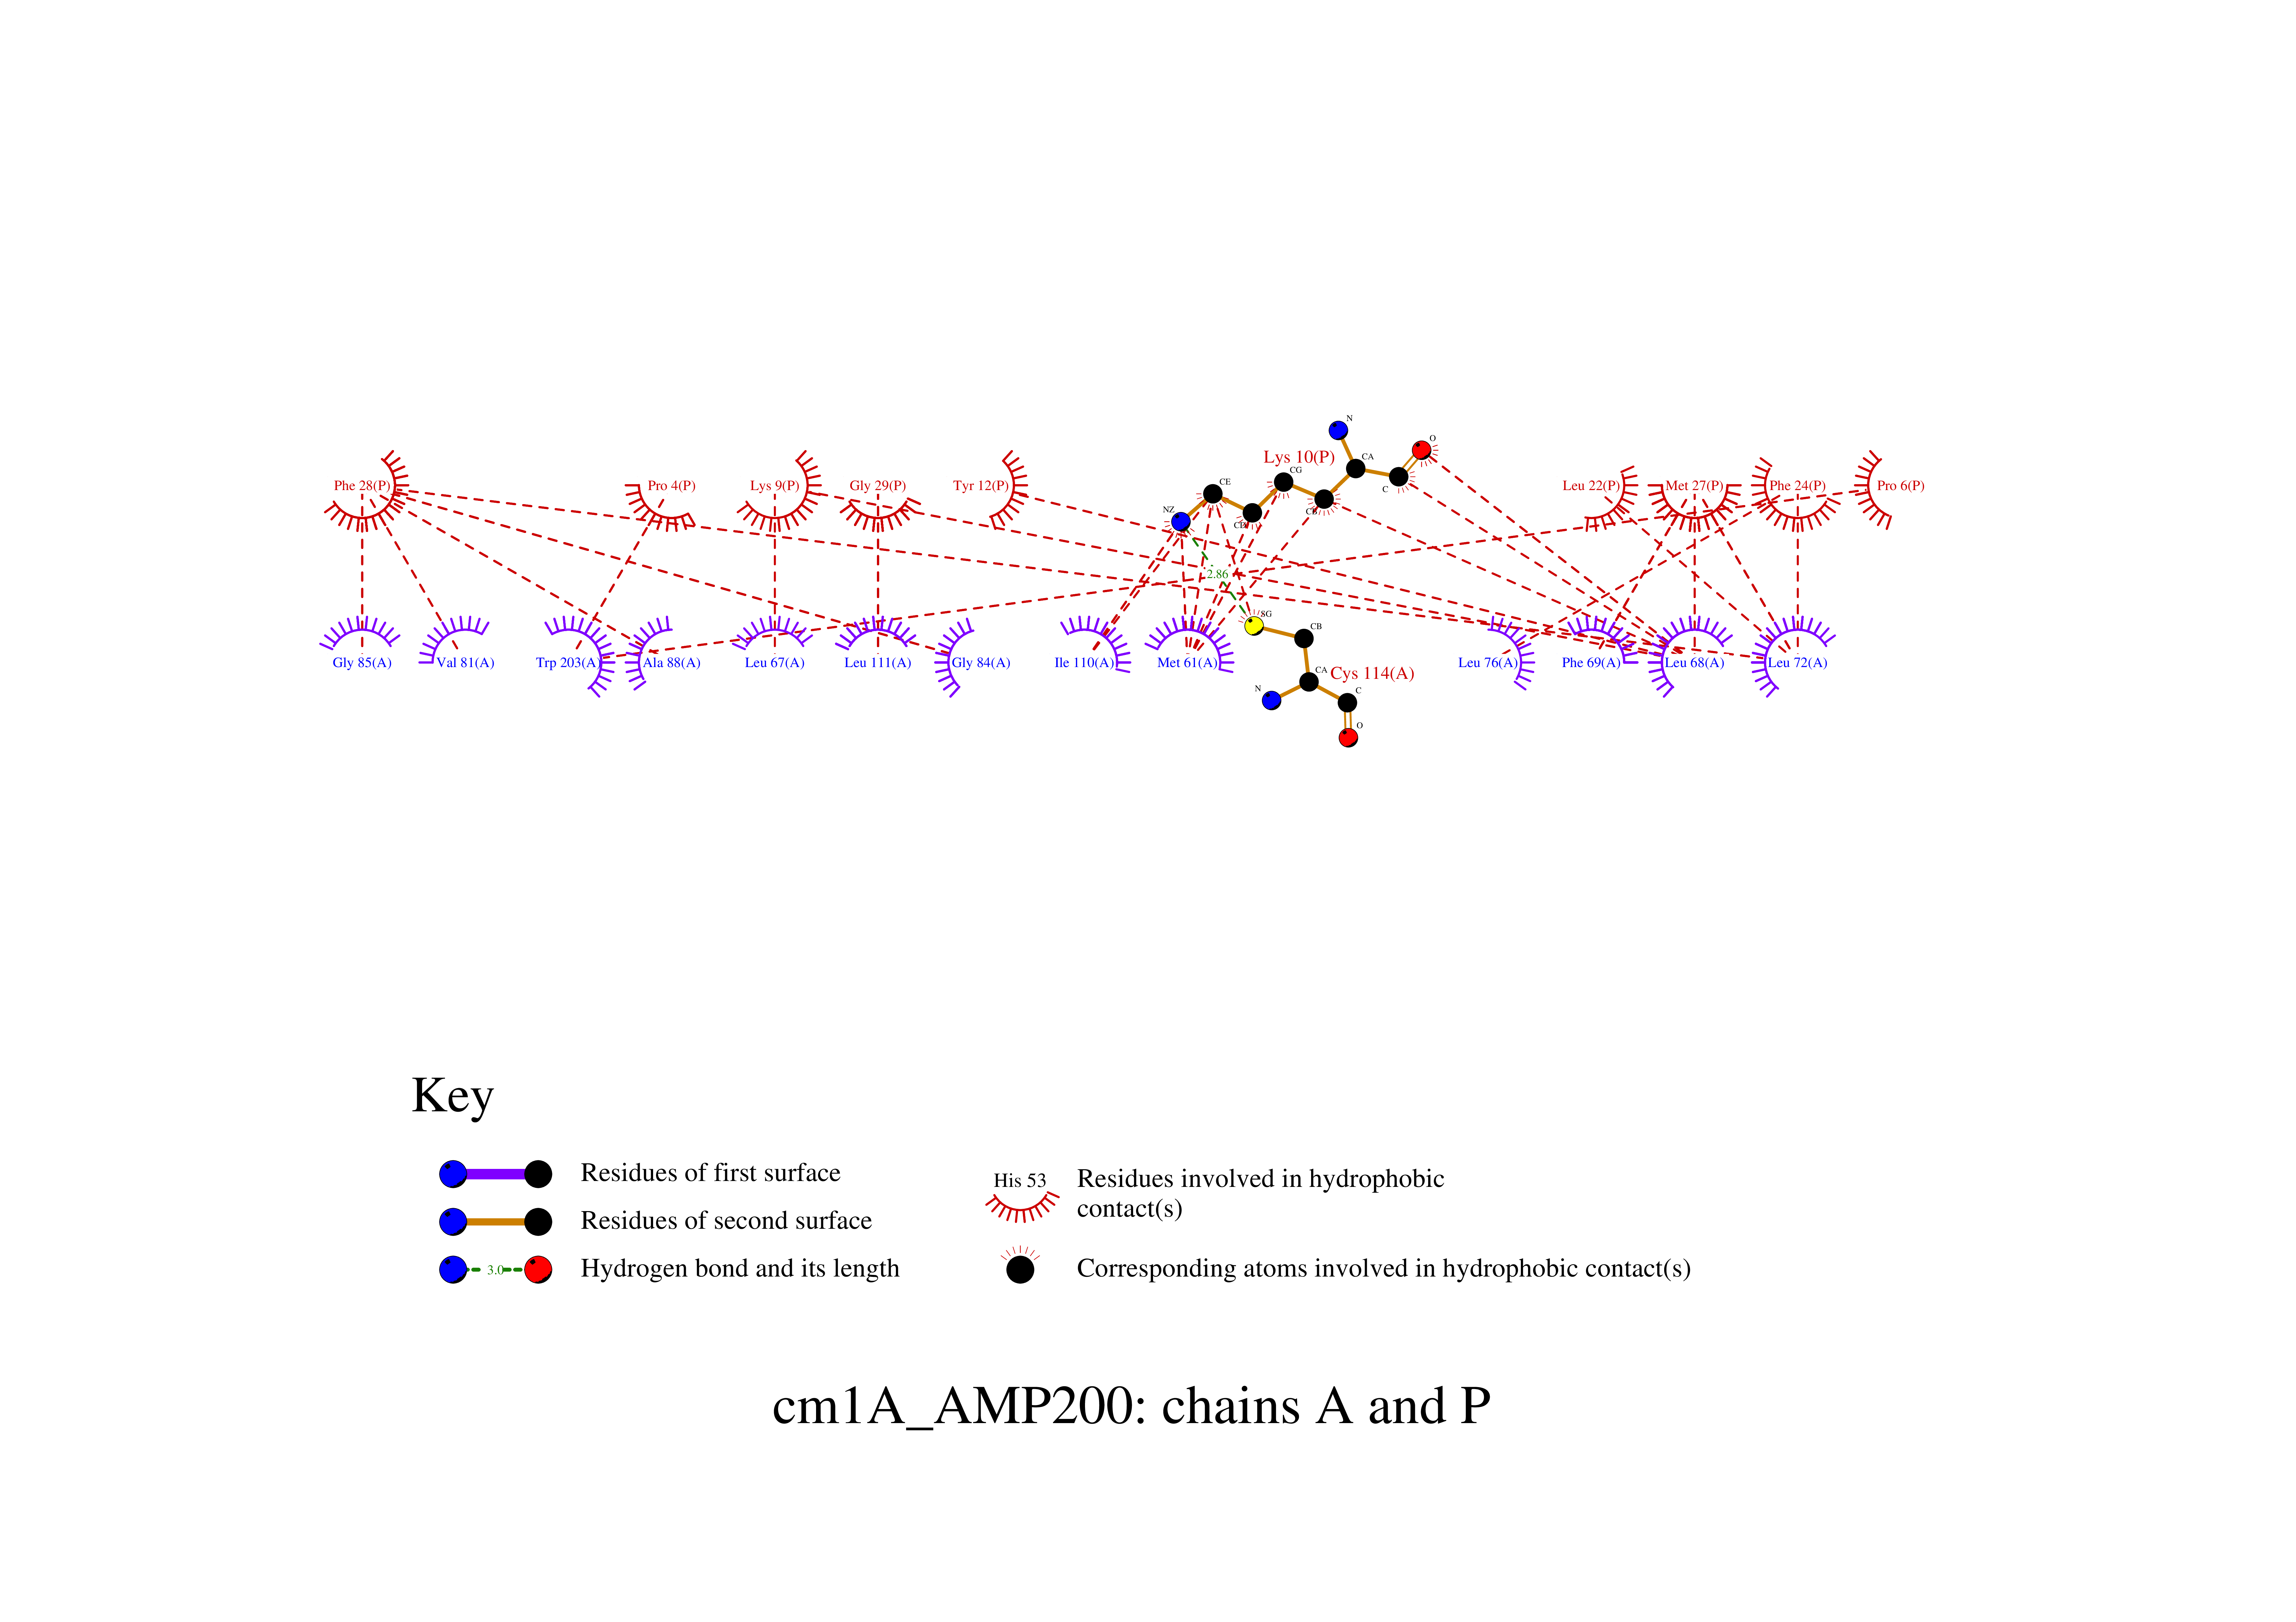 N
O
Lys 10(P)
CA
CG
C
CE
CB
CD
NZ
Phe 28(P)
Pro 4(P)
Lys 9(P)
Gly 29(P)
Tyr 12(P)
Leu 22(P)
Met 27(P)
Phe 24(P)
Pro 6(P)
2.86
SG
CB
Gly 85(A)
Val 81(A)
Trp 203(A)
Ala 88(A)
Leu 67(A)
Leu 111(A)
Gly 84(A)
Ile 110(A)
Met 61(A)
Leu 76(A)
Phe 69(A)
Leu 68(A)
Leu 72(A)
CA
Cys 114(A)
N
C
O
Key
Residues of first surface
Residues of second surface
3.0
Hydrogen bond and its length
His 53
Residues involved in hydrophobic
contact(s)
Corresponding atoms involved in hydrophobic contact(s)
cm1A_AMP200: chains A and P